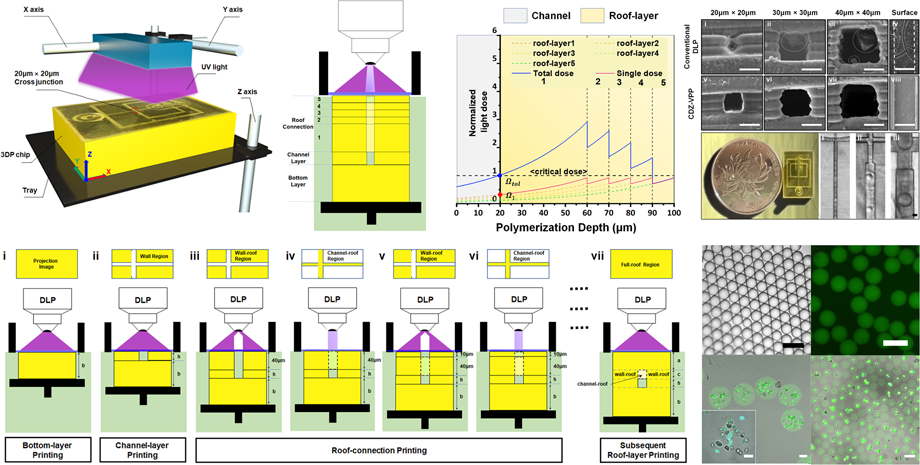 X axis
Y axis
20μm × 20μm
Cross junction
UV light
Z axis
3DP chip
Tray
Z
Y
X
5
4
3
2
Roof
Connection
1
Channel
Layer
Bottom
Layer
Channel
Roof-layer
roof-layer1
roof-layer2
roof-layer3
roof-layer4
roof-layer5
Total dose
Single dose
1
2
3
4
5
Normalized
light dose
6
5
4
3
2
1
0
<critical dose>
Ωtol
Ω1
0 10 20 30 40 50 60 70 80 90 100
Polymerization Depth (μm)
20μm × 20μm
30μm × 30μm
40μm × 40μm
Surface
Conventional
DLP
CDZ-VPP
i
ii
iii
iv
v
vi
vii
viii
i
Projection
Image
ii
Wall Region
iii
Wall-roof
Region
iv
Channel-roof
Region
v
Wall-roof
Region
vi
Channel-roof
Region
vii
Full-roof Region
DLP
DLP
DLP
DLP
DLP
DLP
DLP
b
h
b
40μm
h
b
40μm
h
b
10μm
40μm
h
b
10μm
40μm
h
b
a
wall-roof
wall-roof
c
channel-roof
h
b
Bottom-layer
Printing
Channel-layer
Printing
Roof-connection Printing
Subsequent
Roof-layer Printing